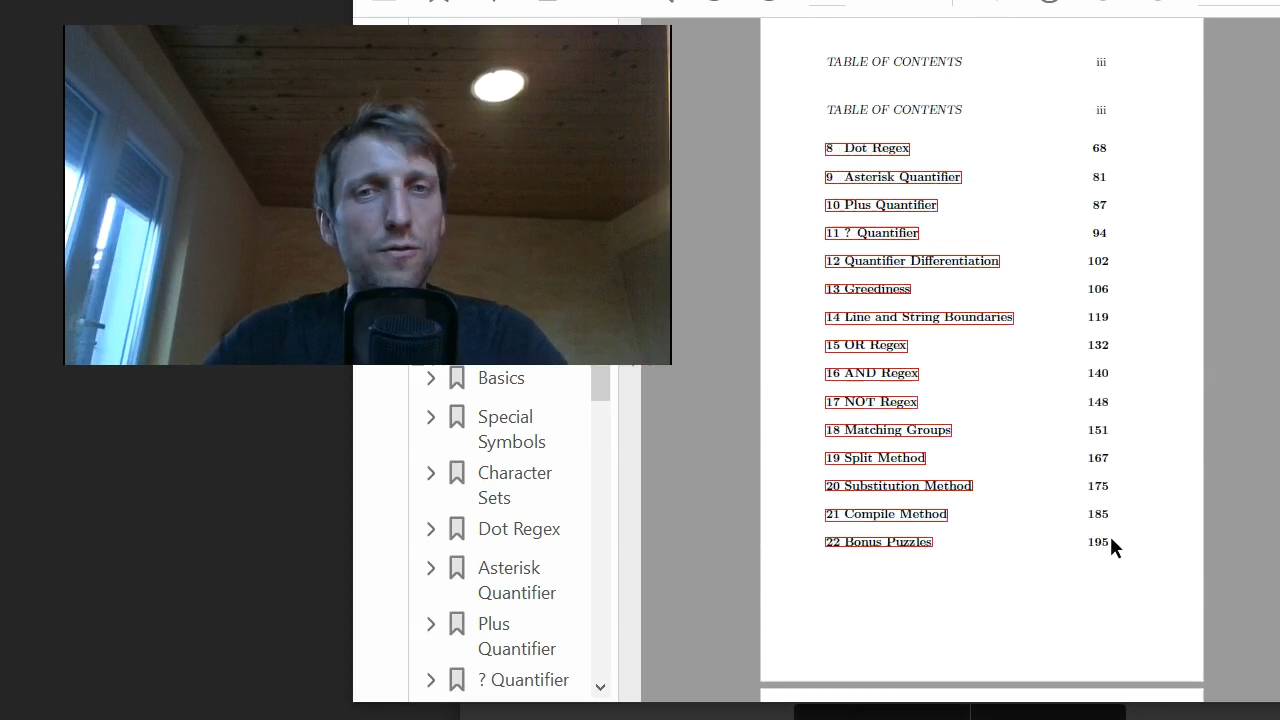 TABLE OF CONTENTS iii
TABLE OF CONTENTS iii
8 Dot Regex 68
9 Asterisk Quantifier 81
10 Plus Quantifier 87
11 ? Quantifier 94
12 Quantifier Differentiation 102
13 Greediness 106
14 Line and String Boundaries 119
15 OR Regex 132
16 AND Regex 140
17 NOT Regex 148
18 Matching Groups 151
19 Split Method 167
20 Substitution Method 175
21 Compile Method 185
22 Bonus Puzzles 195
Basics
Special
Symbols
Character
Sets
Dot Regex
Asterisk
Quantifier
Plus
Quantifier
? Quantifier